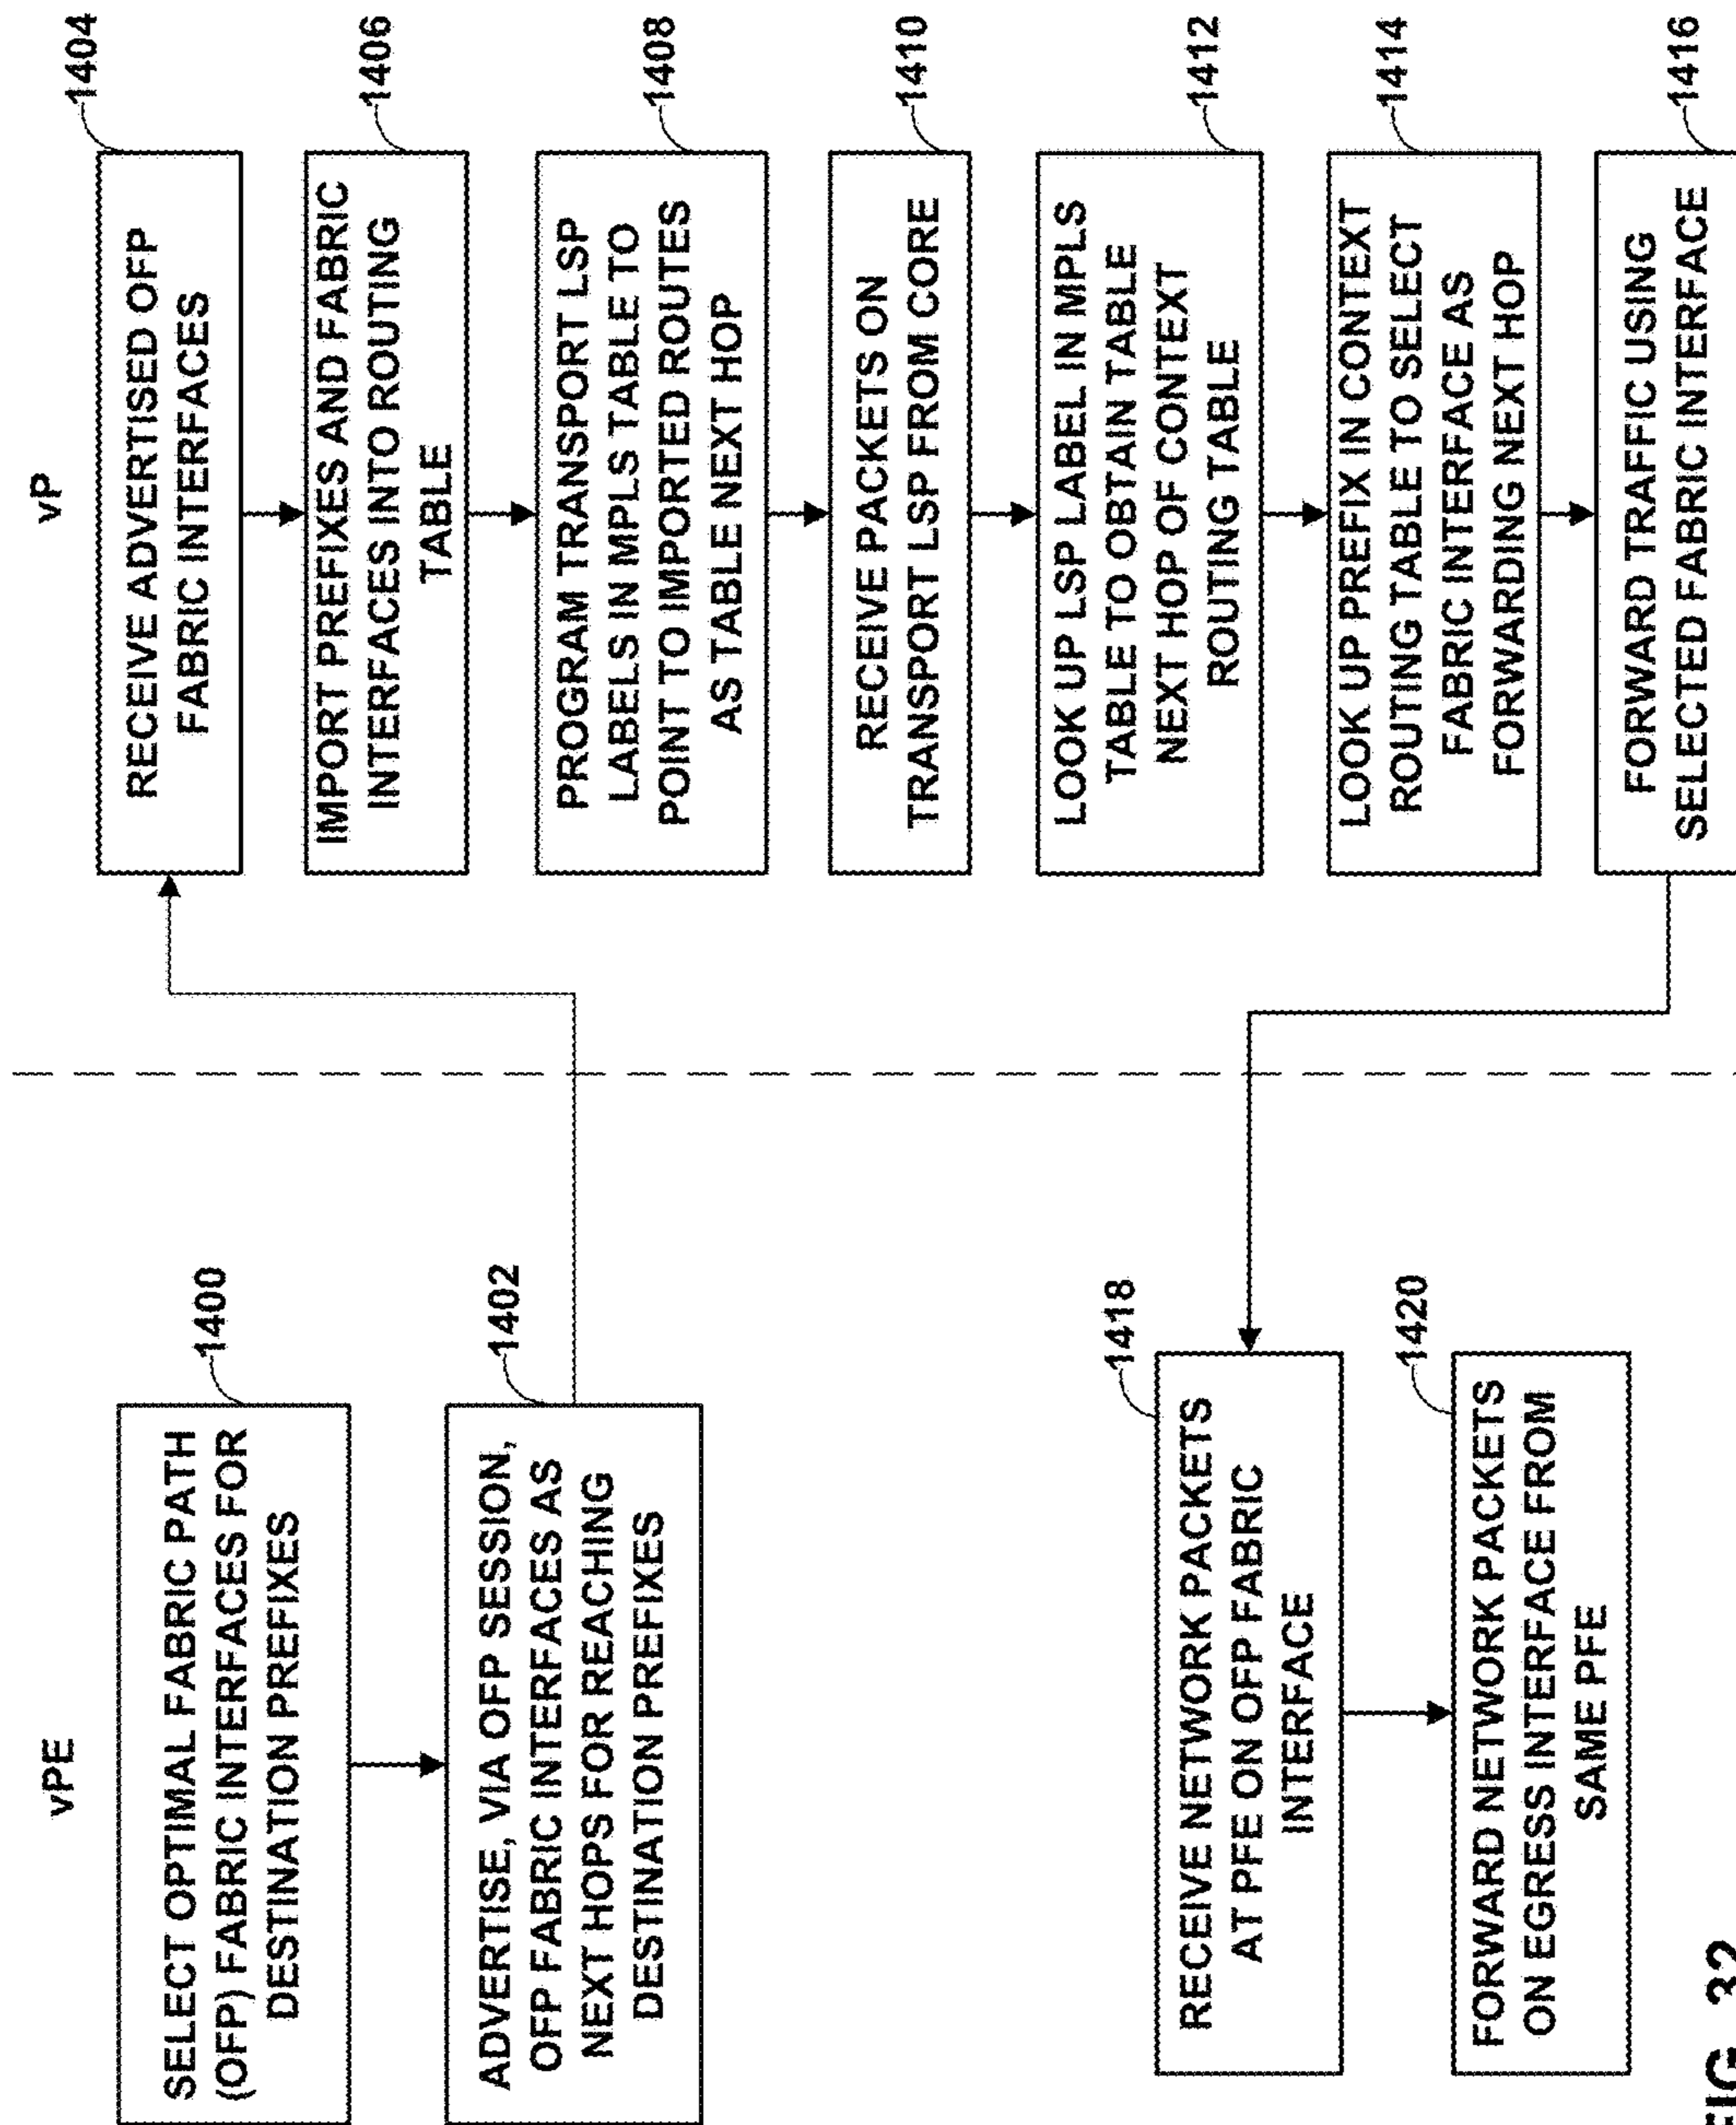 vPE
SELECT OPTIMAL FABRIC PATH
(OFP) FABRIC INTERFACES FOR
DESTINATION PREFIXES
1400
ADVERTISE, VIA OFP SESSION,
OFP FABRIC INTERFACES AS
NEXT HOPS FOR REACHING
DESTINATION PREFIXES
1402
vP
RECEIVE ADVERTISED OFP
FABRIC INTERFACES
1404
IMPORT PREFIXES AND FABRIC
INTERFACES INTO ROUTING
TABLE
1406
PROGRAM TRANSPORT LSP
LABELS IN MPLS TABLE TO
POINT TO IMPORTED ROUTES
AS TABLE NEXT HOP
1408
RECEIVE PACKETS ON
TRANSPORT LSP FROM CORE
1410
LOOK UP LSP LABEL IN MPLS
TABLE TO OBTAIN TABLE
NEXT HOP OF CONTEXT
ROUTING TABLE
1412
LOOK UP PREFIX IN CONTEXT
ROUTING TABLE TO SELECT
FABRIC INTERFACE AS
FORWARDING NEXT HOP
1414
FORWARD TRAFFIC USING
SELECTED FABRIC INTERFACE
1416
RECEIVE NETWORK PACKETS
AT PFE ON OFP FABRIC
INTERFACE
1418
FORWARD NETWORK PACKETS
ON EGRESS INTERFACE FROM
SAME PFE
1420
FIG. 32